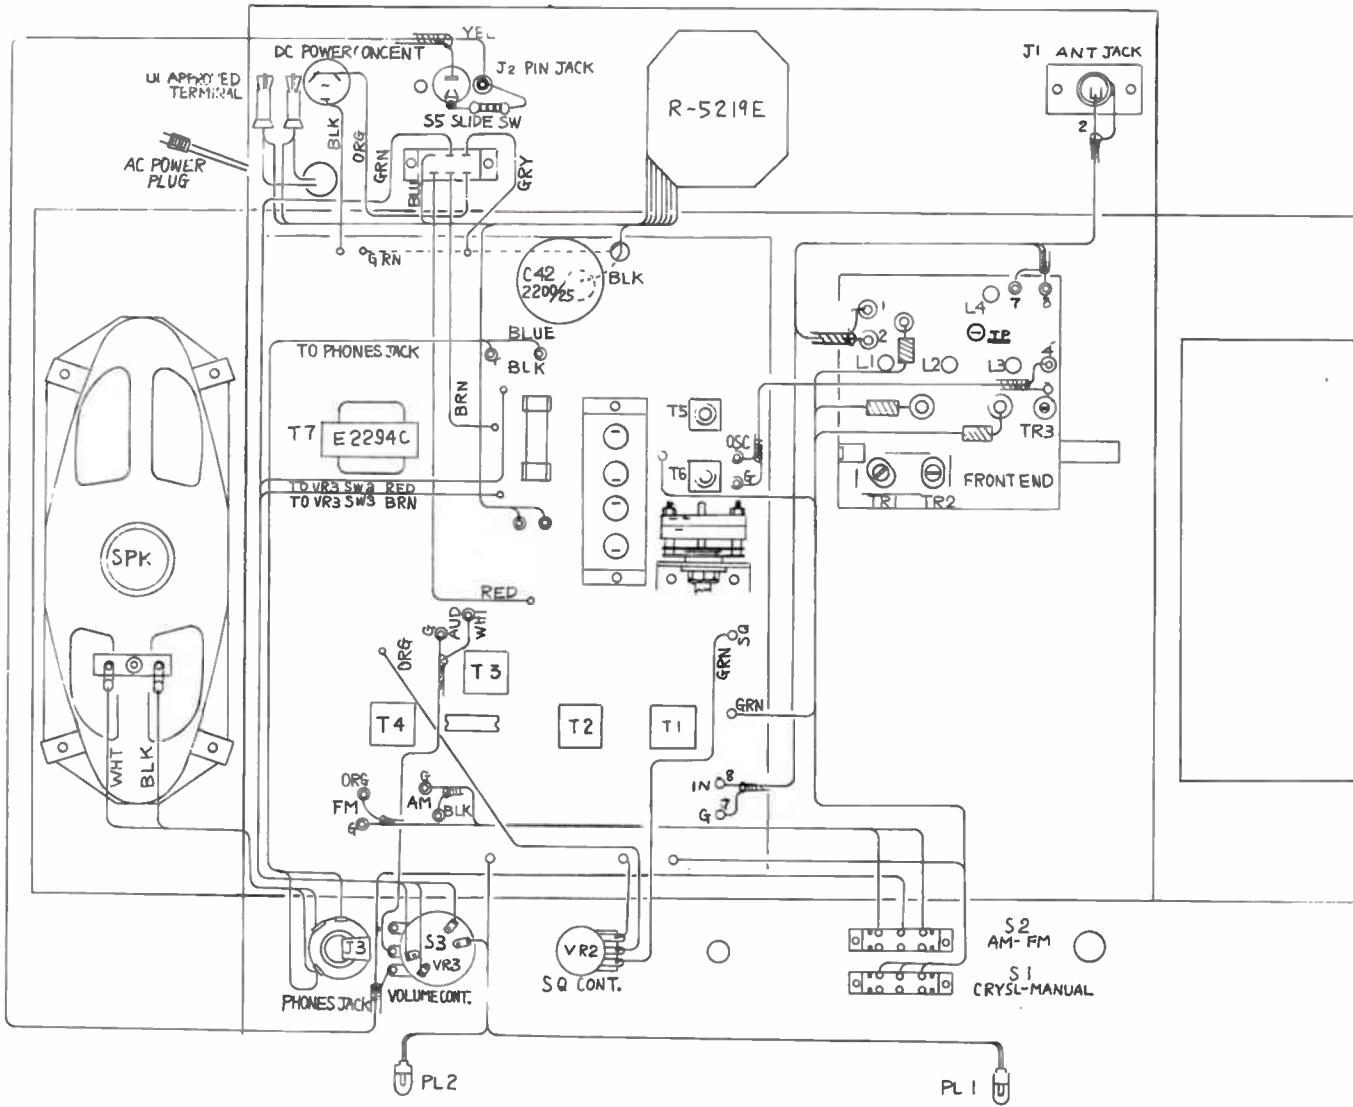 YEL
DC POWER CONCENT
J2 PIN JACK
J1 ANT JACK
UL APPROVED
TERMINAL
R-5219E
S5 SLIDE SW
2
BLK
ORG
GRN
BLU
GRY
AC POWER
PLUG
GRN
C42
2200/25
BLK
7
8
L4
1
2
TP
BLUE
TO PHONES JACK
BLK
L1
L2
L3
4
BRN
T5
TR3
T7
E2294C
OSC
T6
G
FRONT END
TO VR3 SW2 RED
TO VR3 SW3 BRN
TR1
TR2
SPK
RED
G
AUD
WHT
ORG
SQ
GRN
T3
GRN
T4
T2
T1
WHT
BLK
ORG
FM
G
G
AM
BLK
IN
8
G
7
J3
S3
VR3
VR2
S2
AM-FM
PHONES JACK
VOLUME CONT.
SQ CONT.
S1
CRYSL-MANUAL
PL2
PL1